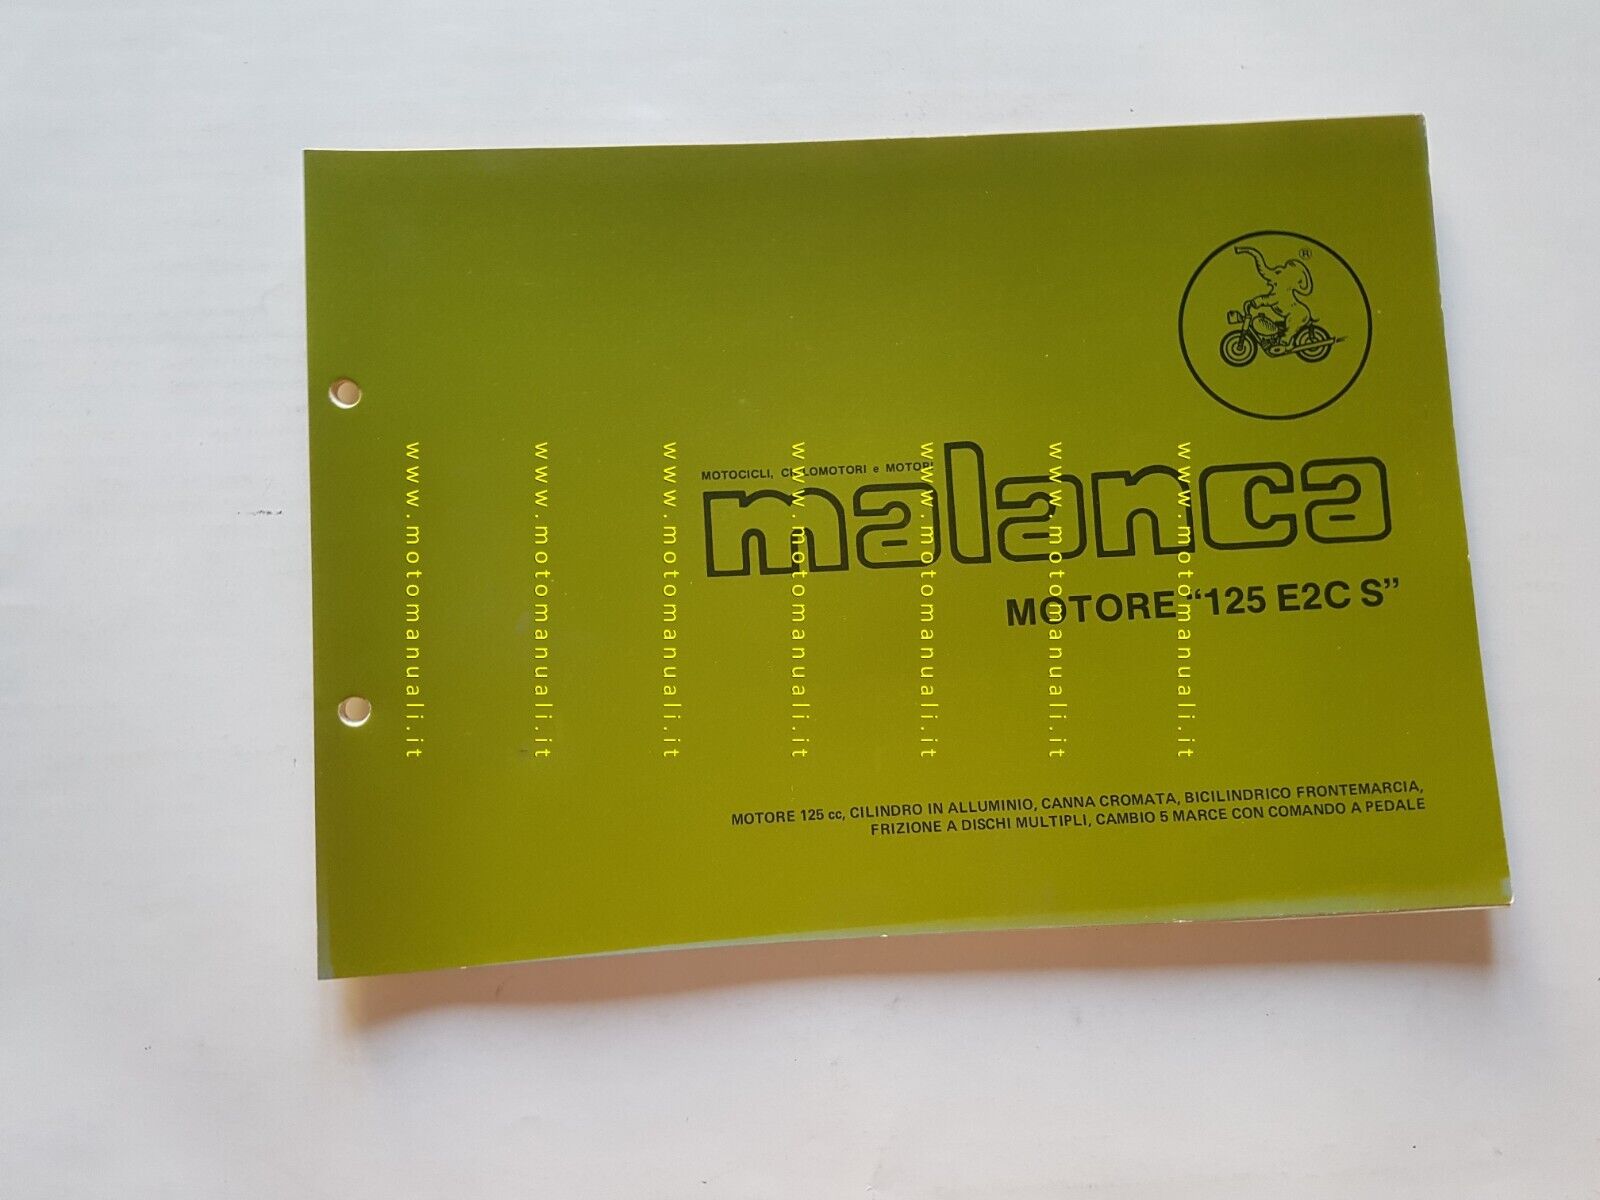 ®
MOTOCICLI, CICLOMOTORI e MOTORI
malanca
MOTORE "125 E2C S"
MOTORE 125 cc, CILINDRO IN ALLUMINIO, CANNA CROMATA, BICILINDRICO FRONTEMARCIA,
FRIZIONE A DISCHI MULTIPLI, CAMBIO 5 MARCE CON COMANDO A PEDALE
www.motomanuali.it
www.motomanuali.it
www.motomanuali.it
www.motomanuali.it
www.motomanuali.it
www.motomanuali.it
www.motomanuali.it